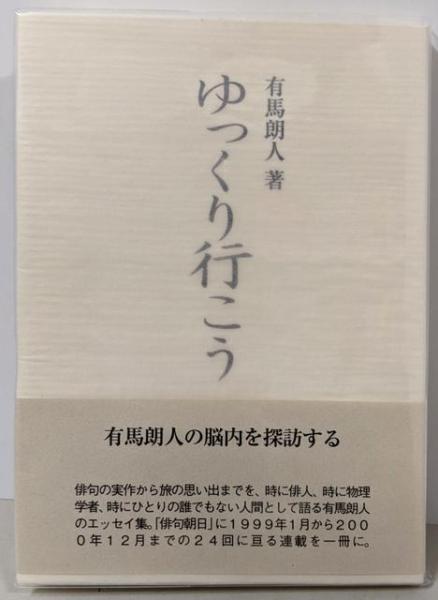 有馬朗人 著
ゆっくり行こう
有馬朗人の脳内を探訪する
俳句の実作から旅の思い出までを、時に俳人、時に物理
学者、時にひとりの誰でもない人間として語る有馬朗人
のエッセイ集。「俳句朝日」に1999年1月から200
0年12月までの24回に亘る連載を一冊に。